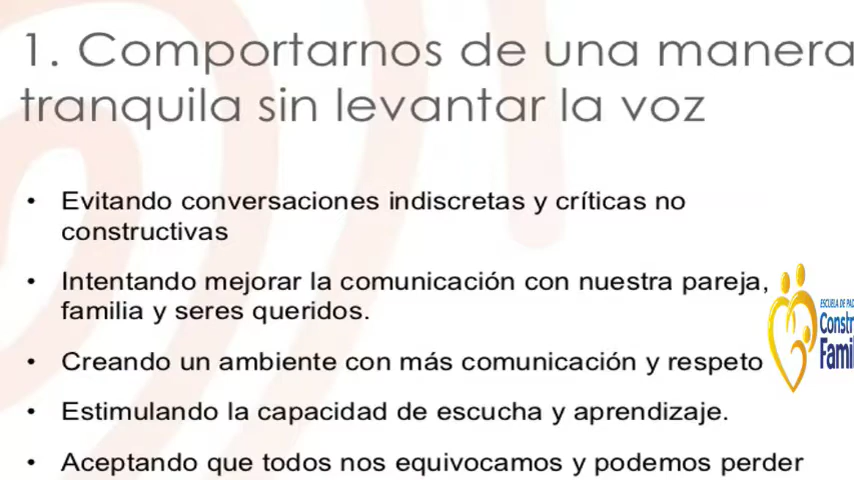 1. Comportarnos de una manera
tranquila sin levantar la voz
• Evitando conversaciones indiscretas y críticas no
constructivas
• Intentando mejorar la comunicación con nuestra pareja,
familia y seres queridos.
• Creando un ambiente con más comunicación y respeto
• Estimulando la capacidad de escucha y aprendizaje.
• Aceptando que todos nos equivocamos y podemos perder
ESCUELA DE